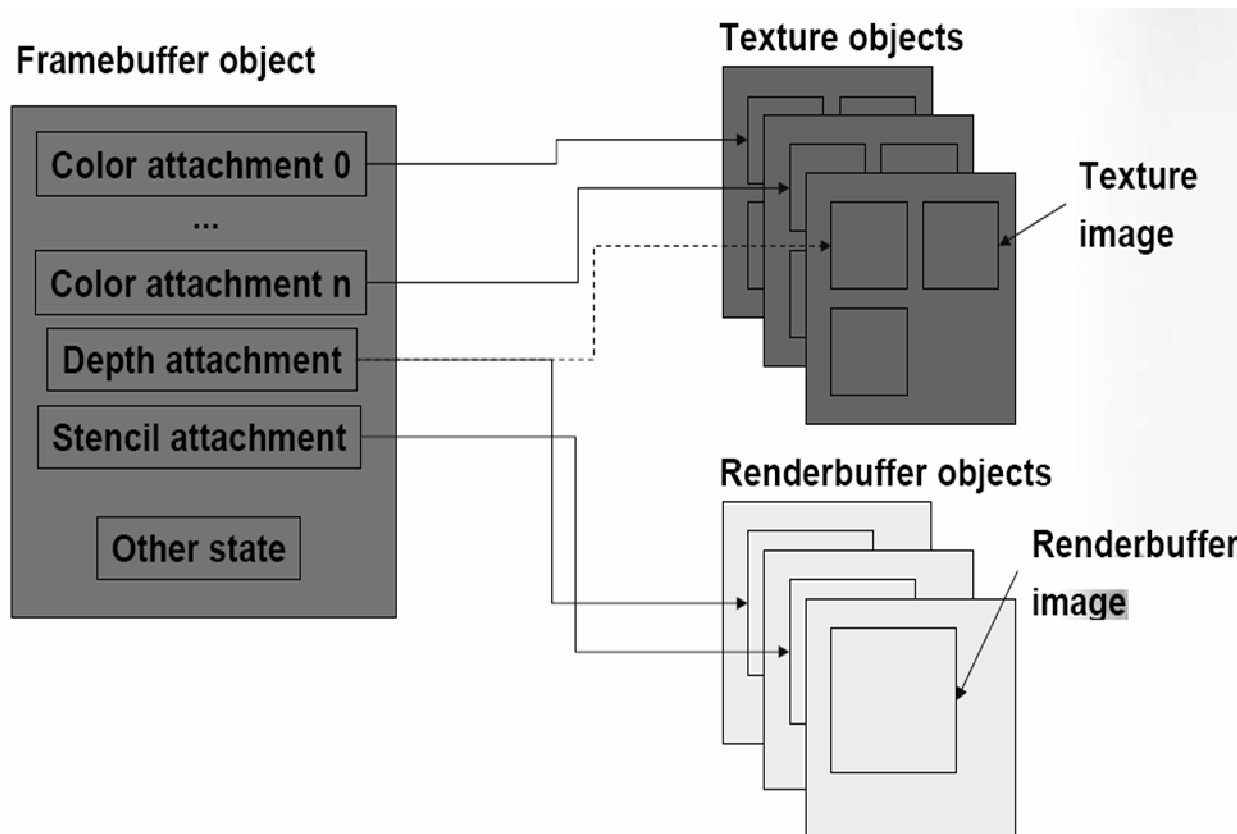 Framebuffer object
Color attachment 0
...
Color attachment n
Depth attachment
Stencil attachment
Other state
Texture objects
Texture
image
Renderbuffer objects
Renderbuffer
image